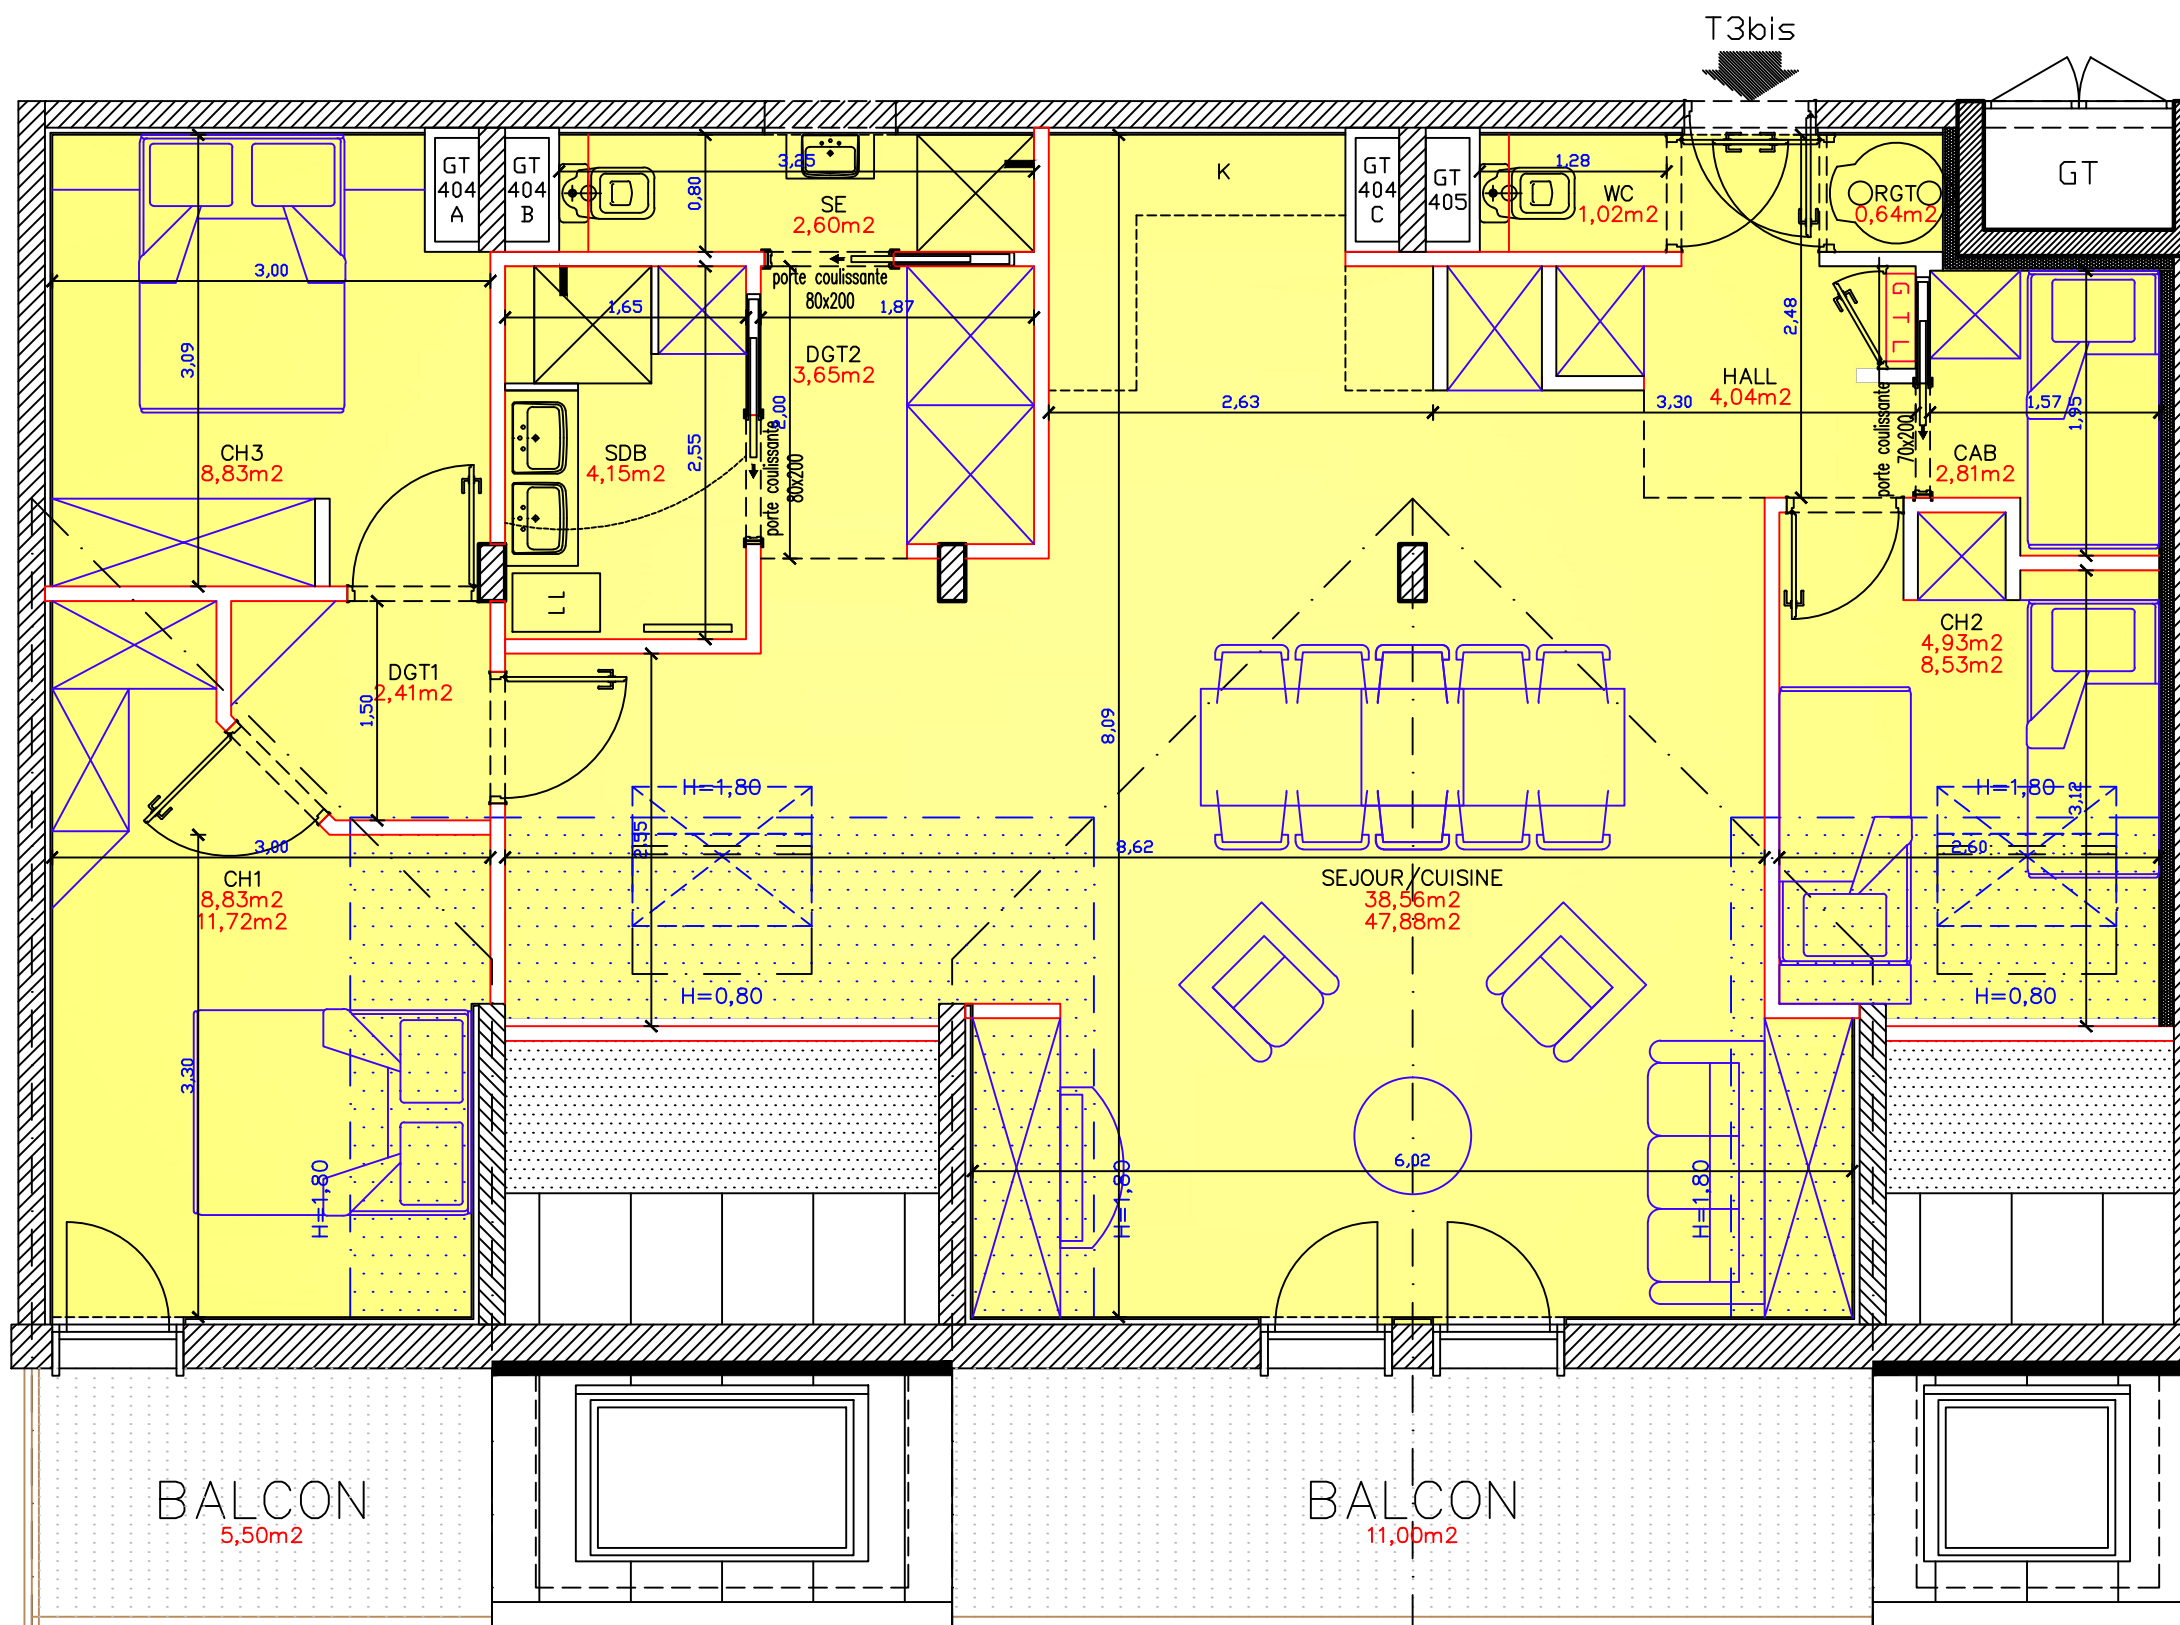 T3bis
GT
404
A
GT
404
B
3,25
0,80
SE
2,60m2
K
GT
404
C
GT
405
1,28
WC
1,02m2
RGT
0,64m2
GT
3,00
3,09
porte coulissante
80x200
1,65
1,87
DGT2
3,65m2
2,00
2,55
porte coulissante
80x200
2,48
G T L
HALL
4,04m2
2,63
3,30
porte coulissante
70x200
1,57
1,95
CAB
2,81m2
CH3
8,83m2
SDB
4,15m2
LL
CH2
4,93m2
8,53m2
DGT1
2,41m2
1,50
8,09
H=1,80
H=1,80
3,12
3,00
2,55
8,62
2,60
CH1
8,83m2
11,72m2
SEJOUR/CUISINE
38,56m2
47,88m2
H=0,80
H=0,80
3,30
H=1,80
H=1,80
6,02
H=1,80
BALCON
5,50m2
BALCON
11,00m2